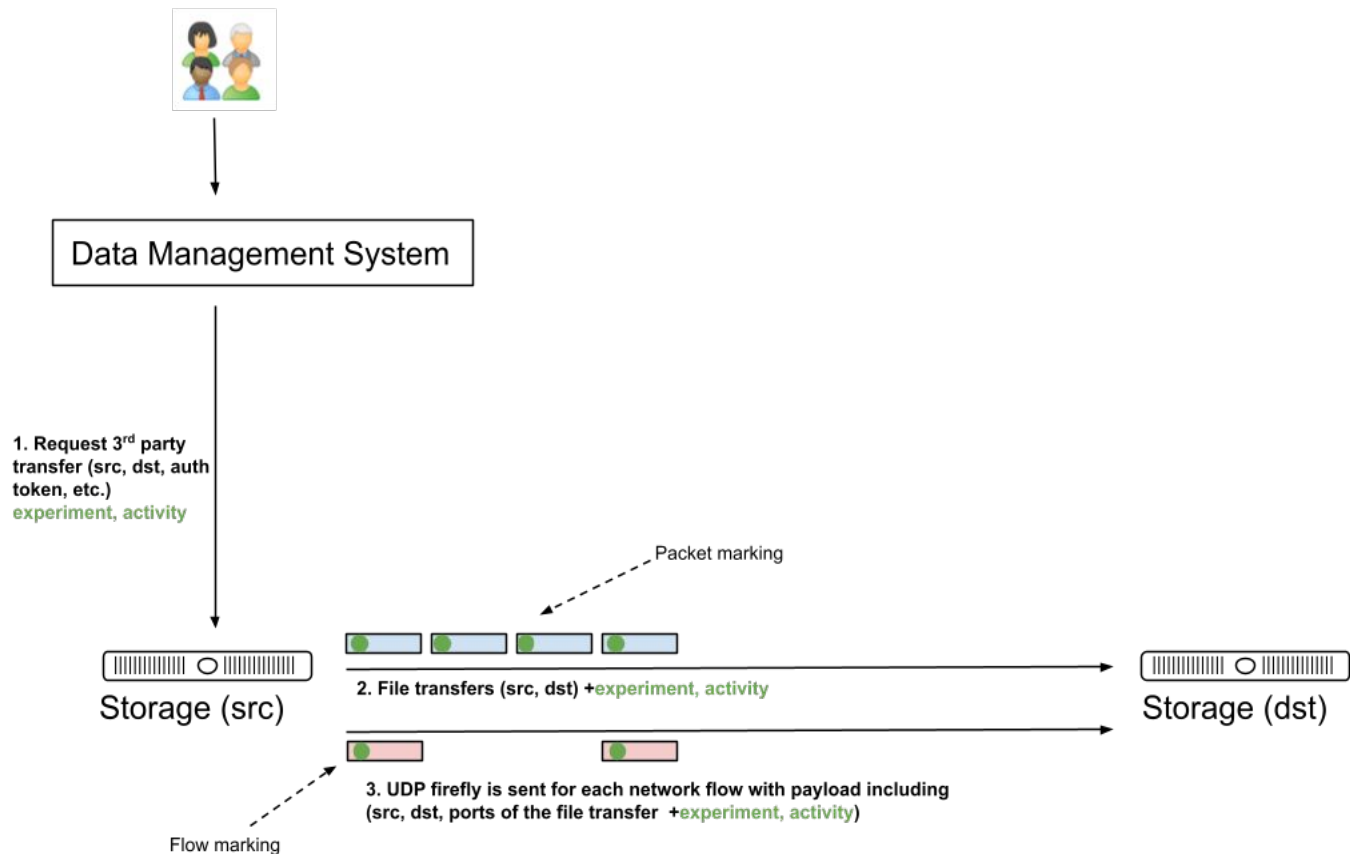 Data Management System
1. Request 3rd party
transfer (src, dst, auth
token, etc.)
experiment, activity
Packet marking
Storage (src)
2. File transfers (src, dst) +experiment, activity
Storage (dst)
3. UDP firefly is sent for each network flow with payload including
(src, dst, ports of the file transfer +experiment, activity)
Flow marking